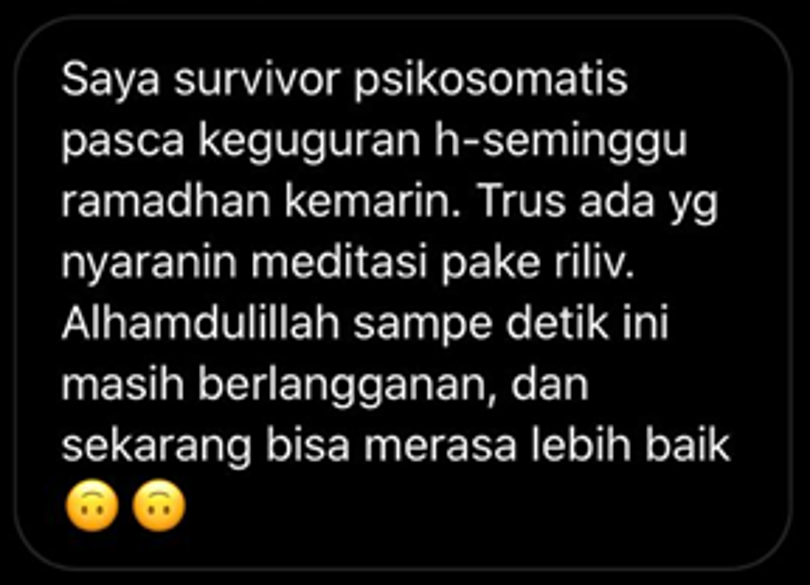 Saya survivor psikosomatis
pasca keguguran h-seminggu
ramadhan kemarin. Trus ada yg
nyaranin meditasi pake riliv.
Alhamdulillah sampe detik ini
masih berlangganan, dan
sekarang bisa merasa lebih baik
🙃 🙃